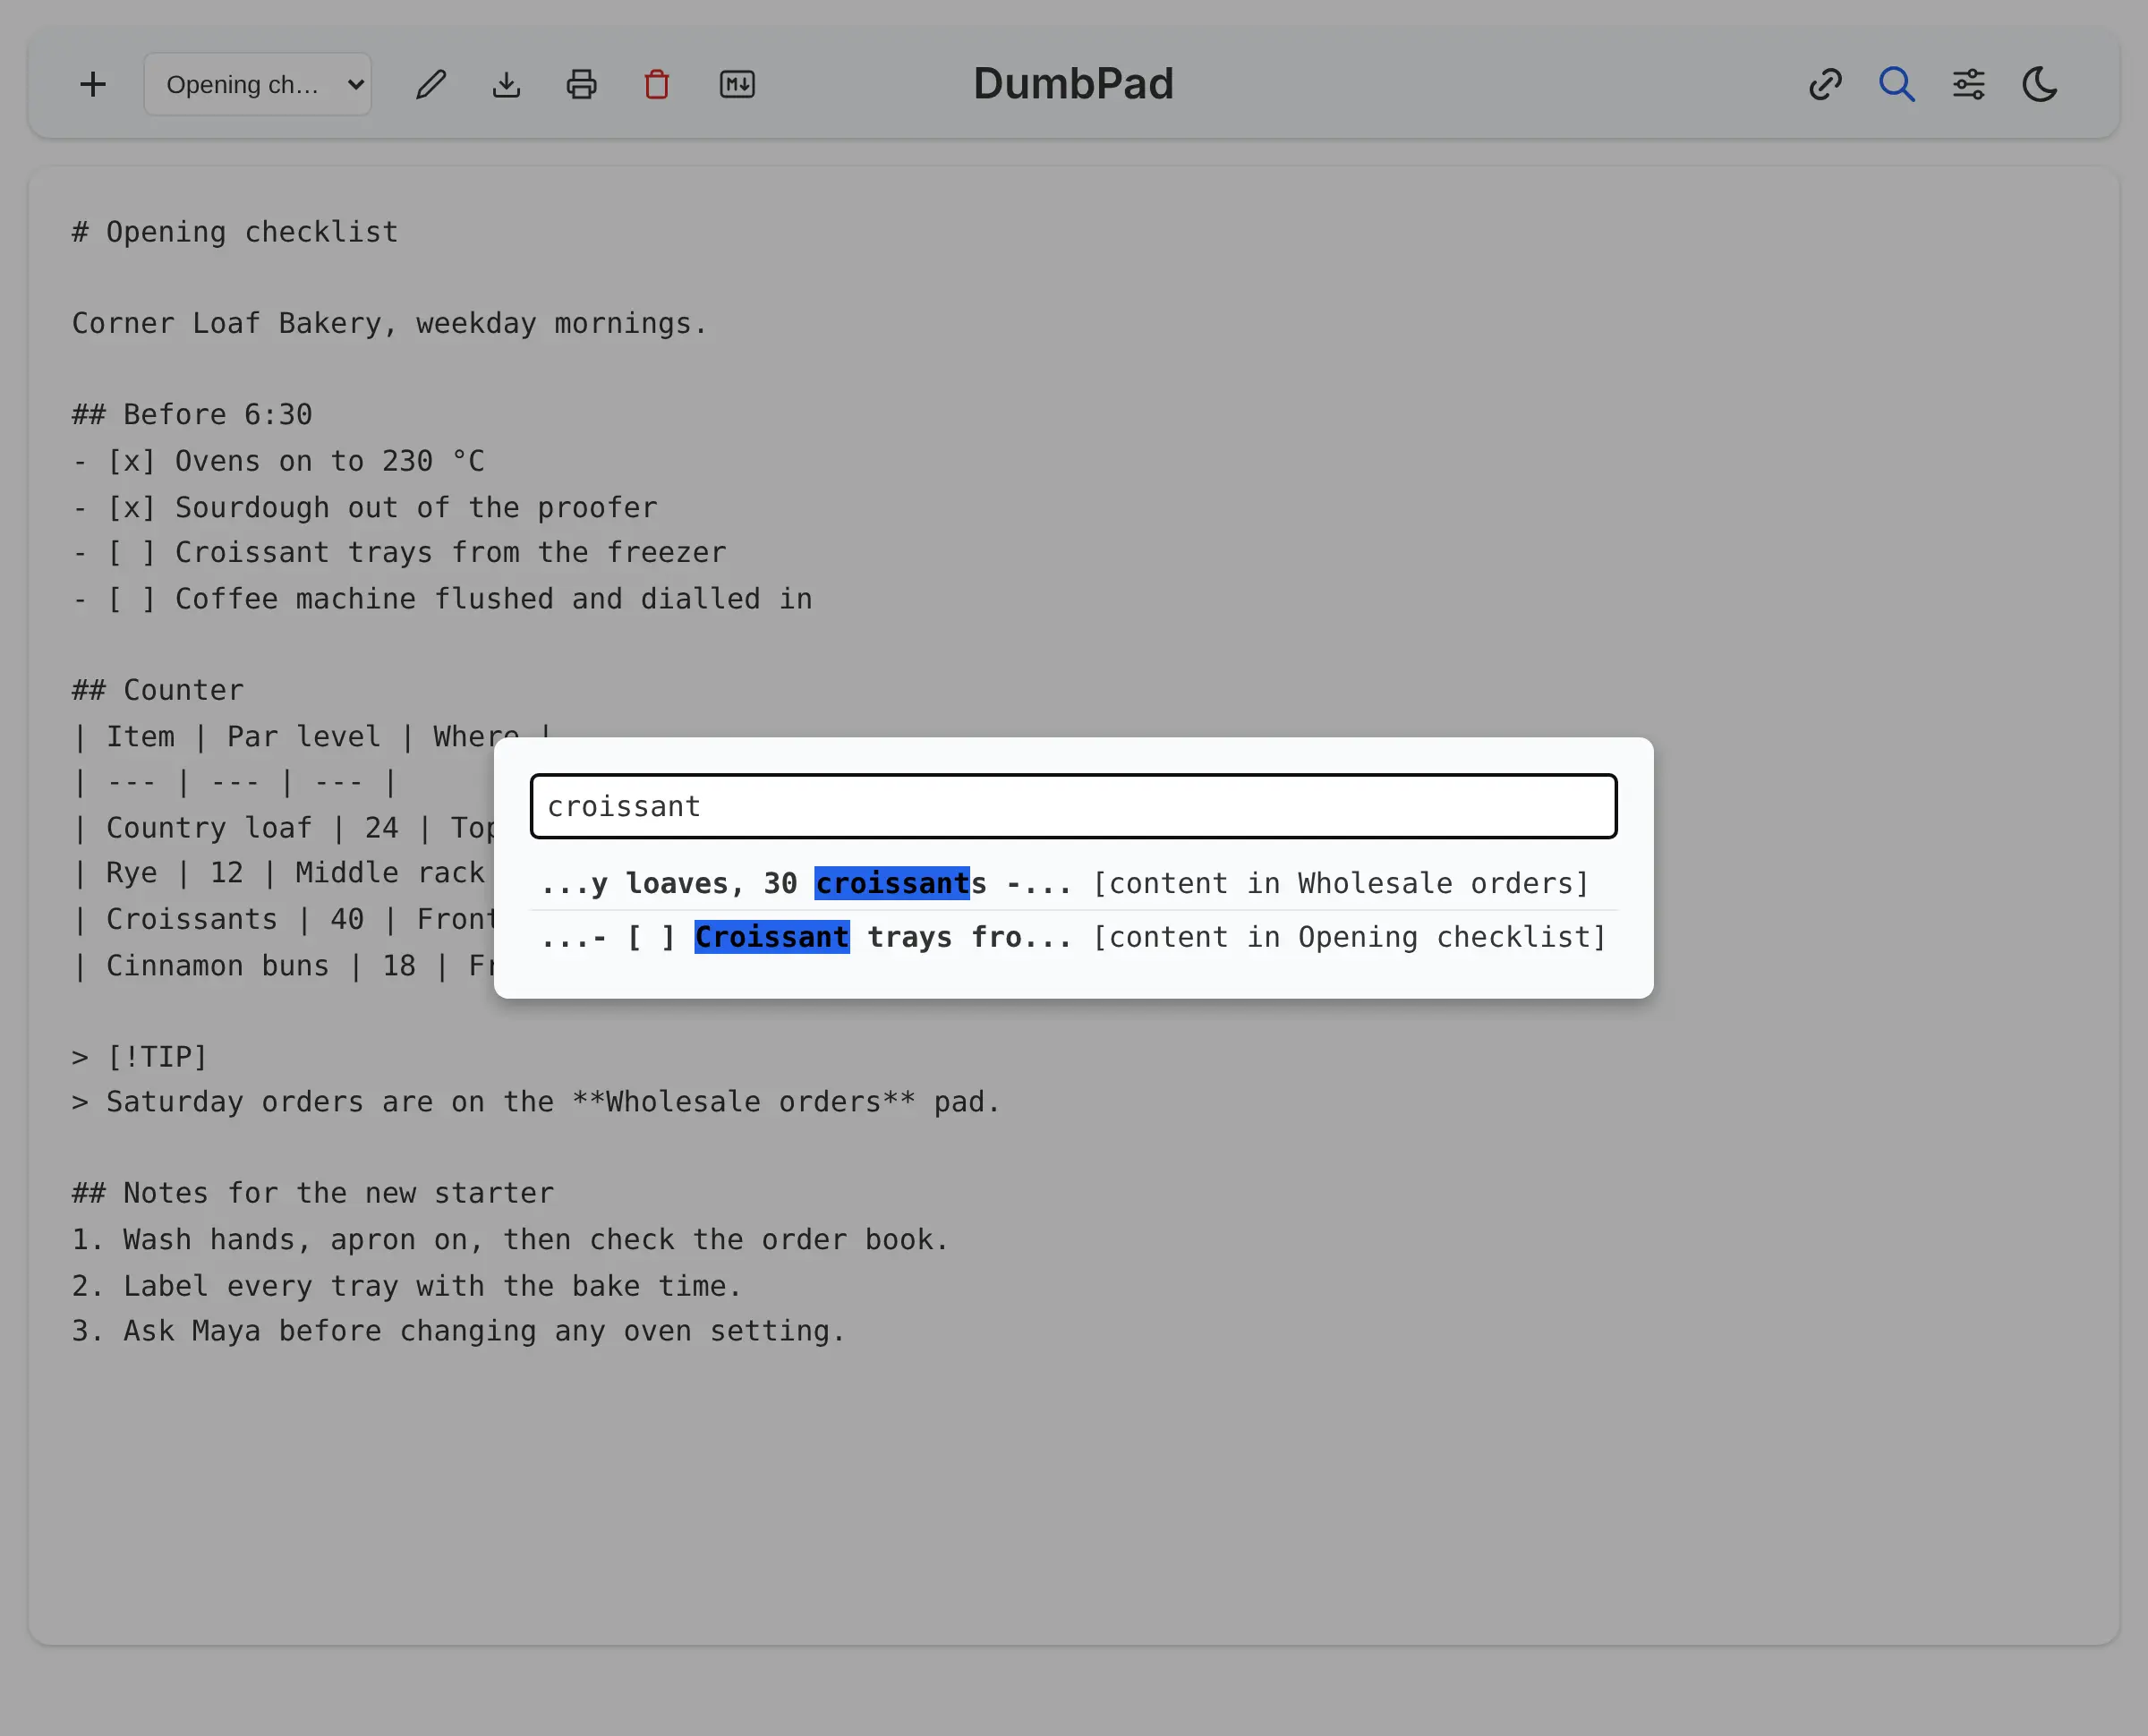 Opening ch...
DumbPad
# Opening checklist
Corner Loaf Bakery, weekday mornings.
## Before 6:30
- [x] Ovens on to 230 °C
- [x] Sourdough out of the proofer
- [ ] Croissant trays from the freezer
- [ ] Coffee machine flushed and dialled in
## Counter
| Item | Par level | Where |
| --- | --- | --- |
| Country loaf | 24 | Top
| Rye | 12 | Middle rack
| Croissants | 40 | Front
| Cinnamon buns | 18 |
croissant
...y loaves, 30 croissants -... [content in Wholesale orders]
...- [ ] Croissant trays fro... [content in Opening checklist]
> [!TIP]
> Saturday orders are on the **Wholesale orders** pad.
## Notes for the new starter
1. Wash hands, apron on, then check the order book.
2. Label every tray with the bake time.
3. Ask Maya before changing any oven setting.